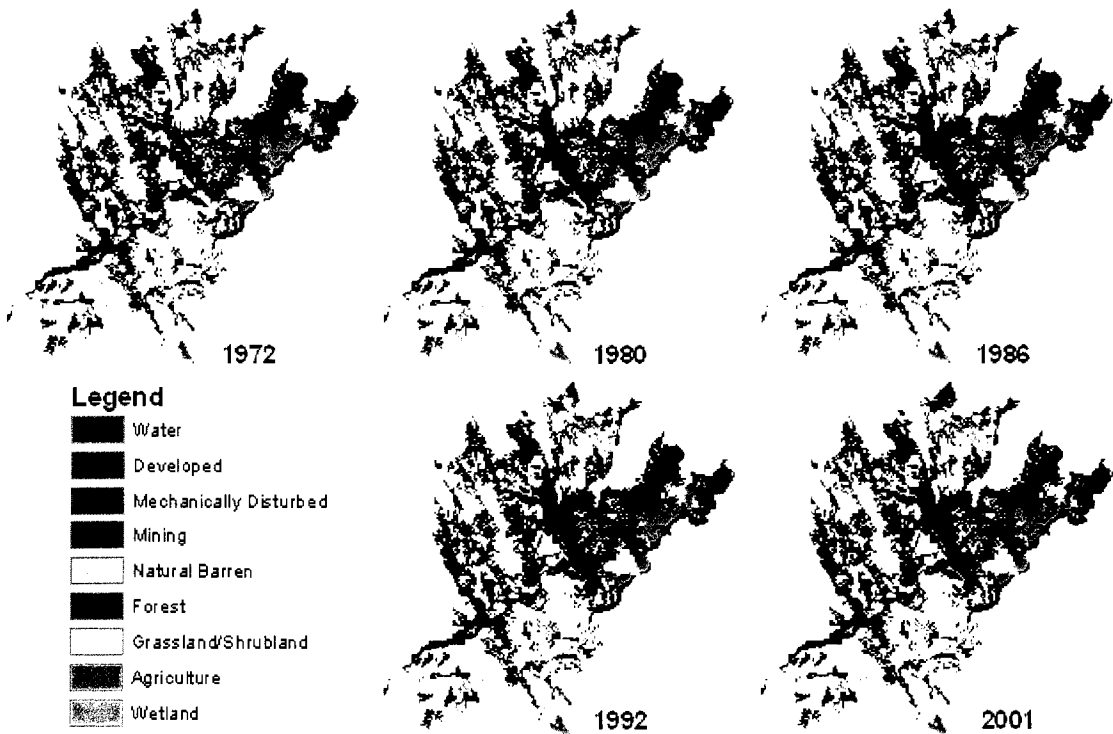 1972
1980
1986
Legend
Water
Developed
Mechanically Disturbed
Mining
Natural Barren
Forest
Grassland/Shrubland
Agriculture
Wetland
1992
2001